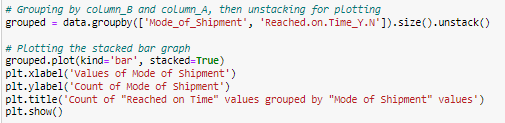 # Grouping by column_B and column_A, then unstacking for plotting
grouped = data.groupby(['Mode_of_Shipment', 'Reached.on.Time_Y.N']).size().unstack()
# Plotting the stacked bar graph
grouped.plot(kind='bar', stacked=True)
plt.xlabel('Values of Mode of Shipment')
plt.ylabel('Count of Mode of Shipment')
plt.title('Count of "Reached on Time" values grouped by "Mode of Shipment" values')
plt.show()